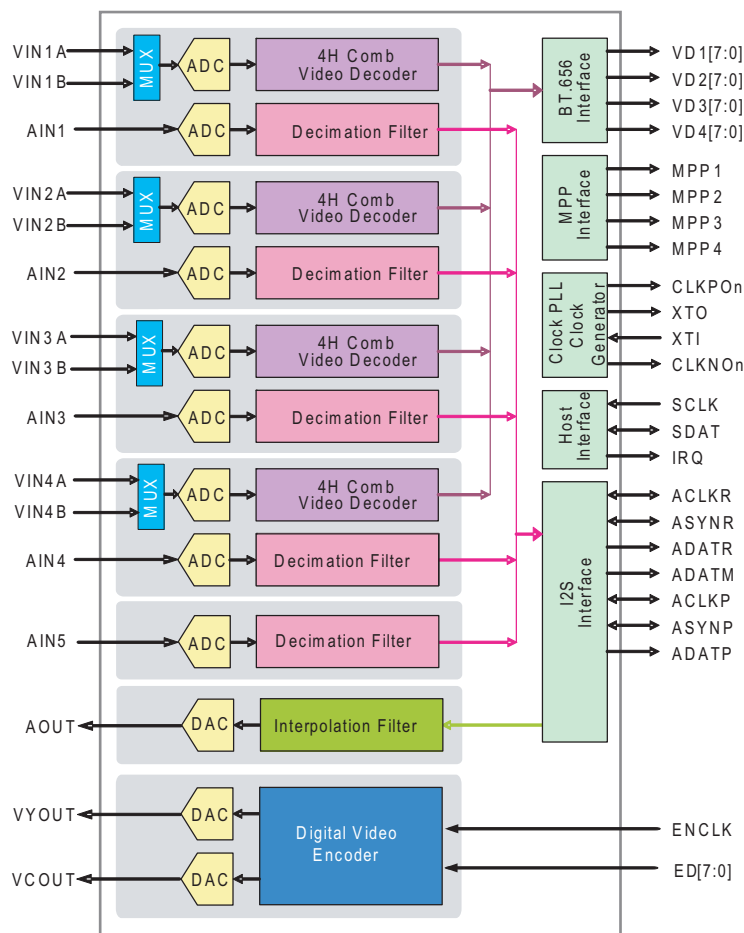 VIN1A
VIN1B
MUX
ADC
4H Comb
Video Decoder
AIN1
ADC
Decimation Filter
VIN2A
VIN2B
MUX
ADC
4H Comb
Video Decoder
AIN2
ADC
Decimation Filter
VIN3A
VIN3B
MUX
ADC
4H Comb
Video Decoder
AIN3
ADC
Decimation Filter
VIN4A
VIN4B
MUX
ADC
4H Comb
Video Decoder
AIN4
ADC
Decimation Filter
AIN5
ADC
Decimation Filter
AOUT
DAC
Interpolation Filter
VYOUT
DAC
VCOUT
DAC
Digital Video
Encoder
BT.656
Interface
VD1[7:0]
VD2[7:0]
VD3[7:0]
VD4[7:0]
MPP
Interface
MPP1
MPP2
MPP3
MPP4
Clock PLL
Clock
Generator
CLKPOn
XTO
XTI
CLKNOn
Host
Interface
SCLK
SDAT
IRQ
I2S
Interface
ACLKR
ASYNR
ADATR
ADATM
ACLKP
ASYNP
ADATP
ENCLK
ED[7:0]